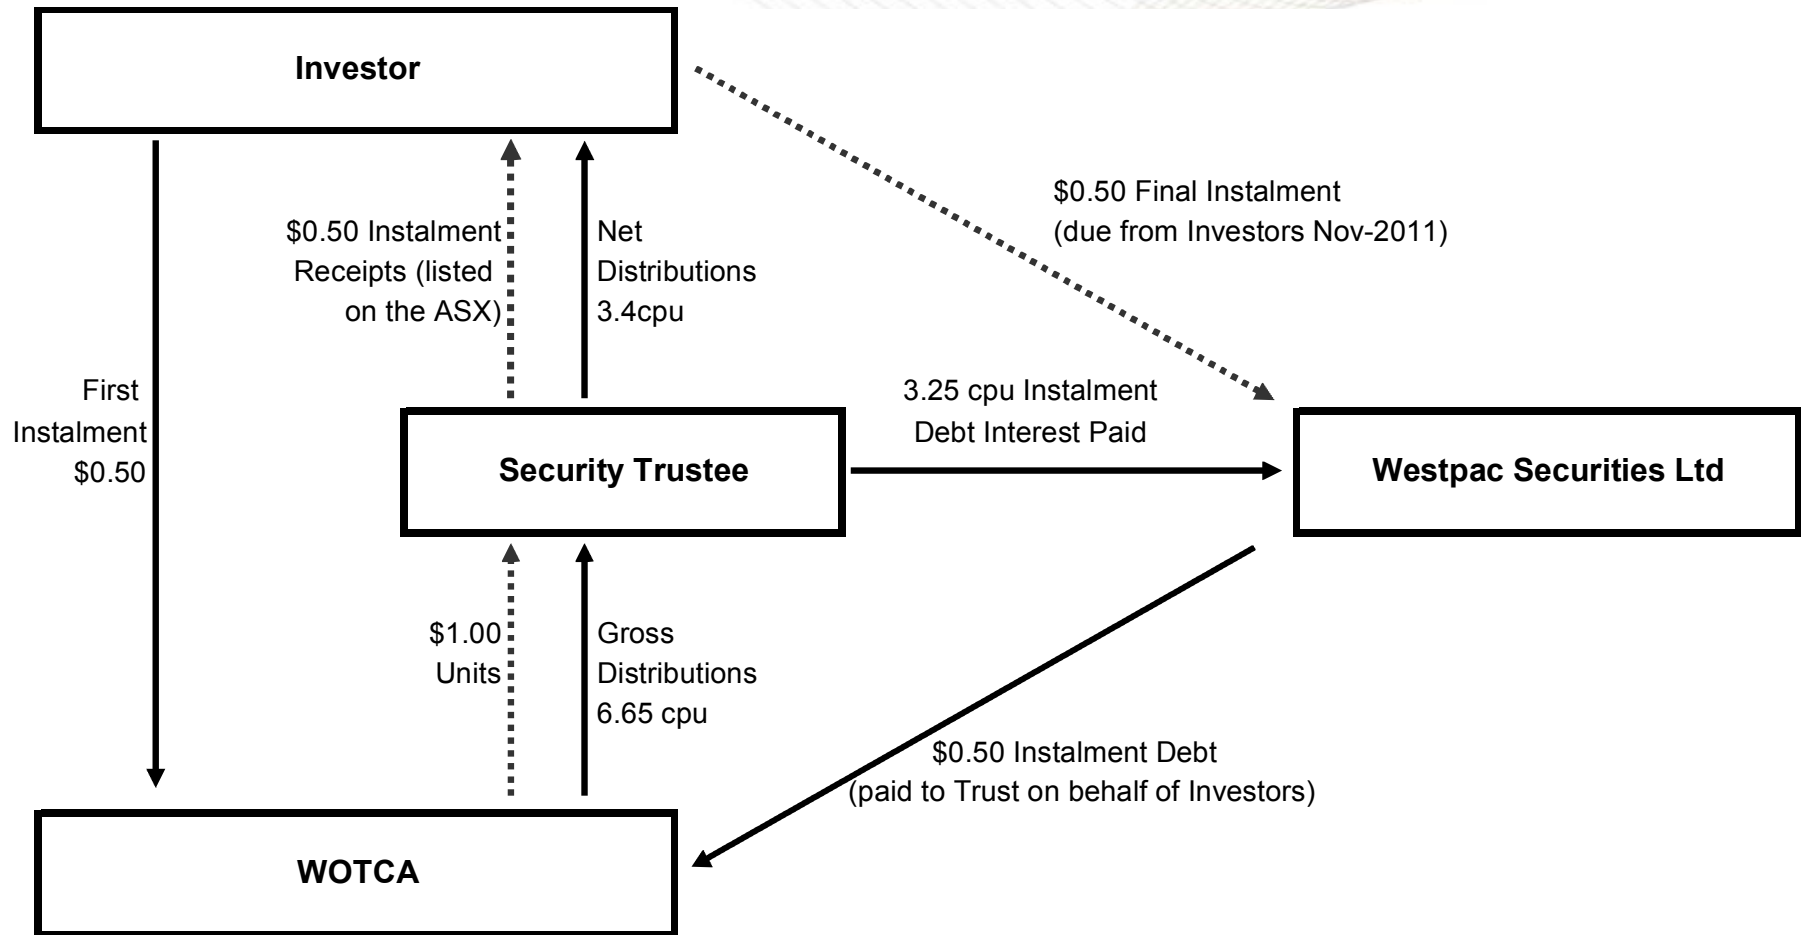 Investor
$0.50 Final Instalment
(due from Investors Nov-2011)
$0.50 Instalment
Receipts (listed
on the ASX)
Net
Distributions
3.4cpu
First
Instalment
$0.50
3.25 cpu Instalment
Debt Interest Paid
Security Trustee
Westpac Securities Ltd
$1.00
Units
Gross
Distributions
6.65 cpu
$0.50 Instalment Debt
(paid to Trust on behalf of Investors)
WOTCA